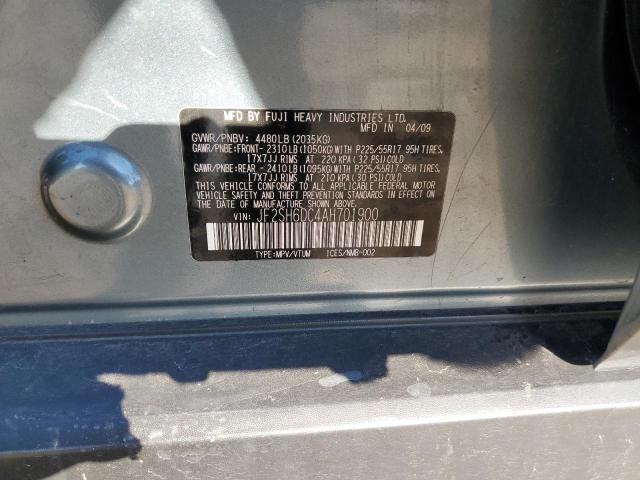 MFD BY FUJI HEAVY INDUSTRIES LTD.
MFD IN 04/09
GVWR/PNBV: 4480LB(2035KG)
GAWR/PNBE:FRONT- 2310LB(1050KG)WITH P225/55R17 95H TIRES,
17X7JJ RIMS AT 220 KPA(32 PSI)COLD
GAWR/PNBE:REAR - 2410LB(1095KG)WITH P225/55R17 95H TIRES,
17X7JJ RIMS AT 210 KPA(30 PSI)COLD
THIS VEHICLE CONFORMS TO ALL APPLICABLE FEDERAL MOTOR
VEHICLE SAFETY, BUMPER, AND THEFT PREVENTION STANDARDS IN EFFECT ON
THE DATE OF MANUFACTURE SHOWN ABOVE.
VIN: JF2SH6DC4AH701900
TYPE:MPV/VTUM ICES/NMB-002